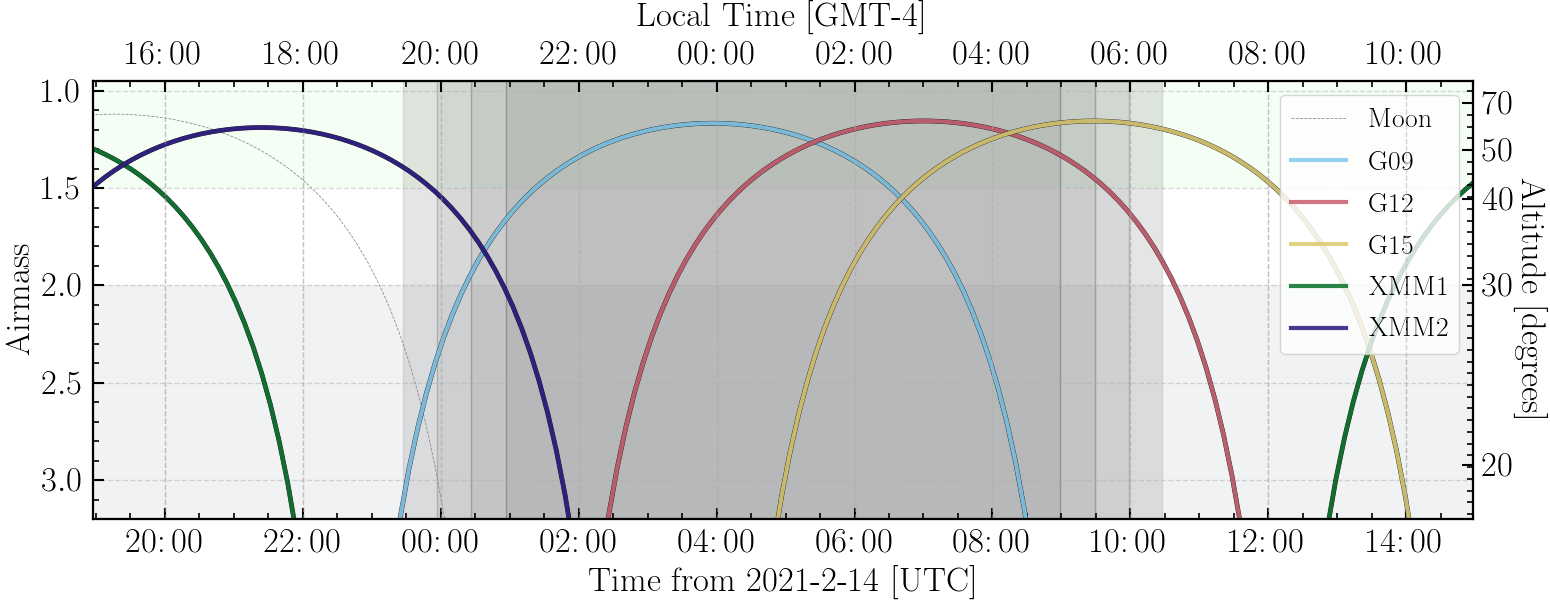 Local Time [GMT-4]
16:00 18:00 20:00 22:00 00:00 02:00 04:00 06:00 08:00 10:00
1.0
1.5
2.0
2.5
3.0
Airmass
70
50
40
30
20
Altitude [degrees]
Moon
G09
G12
G15
XMM1
XMM2
20:00 22:00 00:00 02:00 04:00 06:00 08:00 10:00 12:00 14:00
Time from 2021-2-14 [UTC]